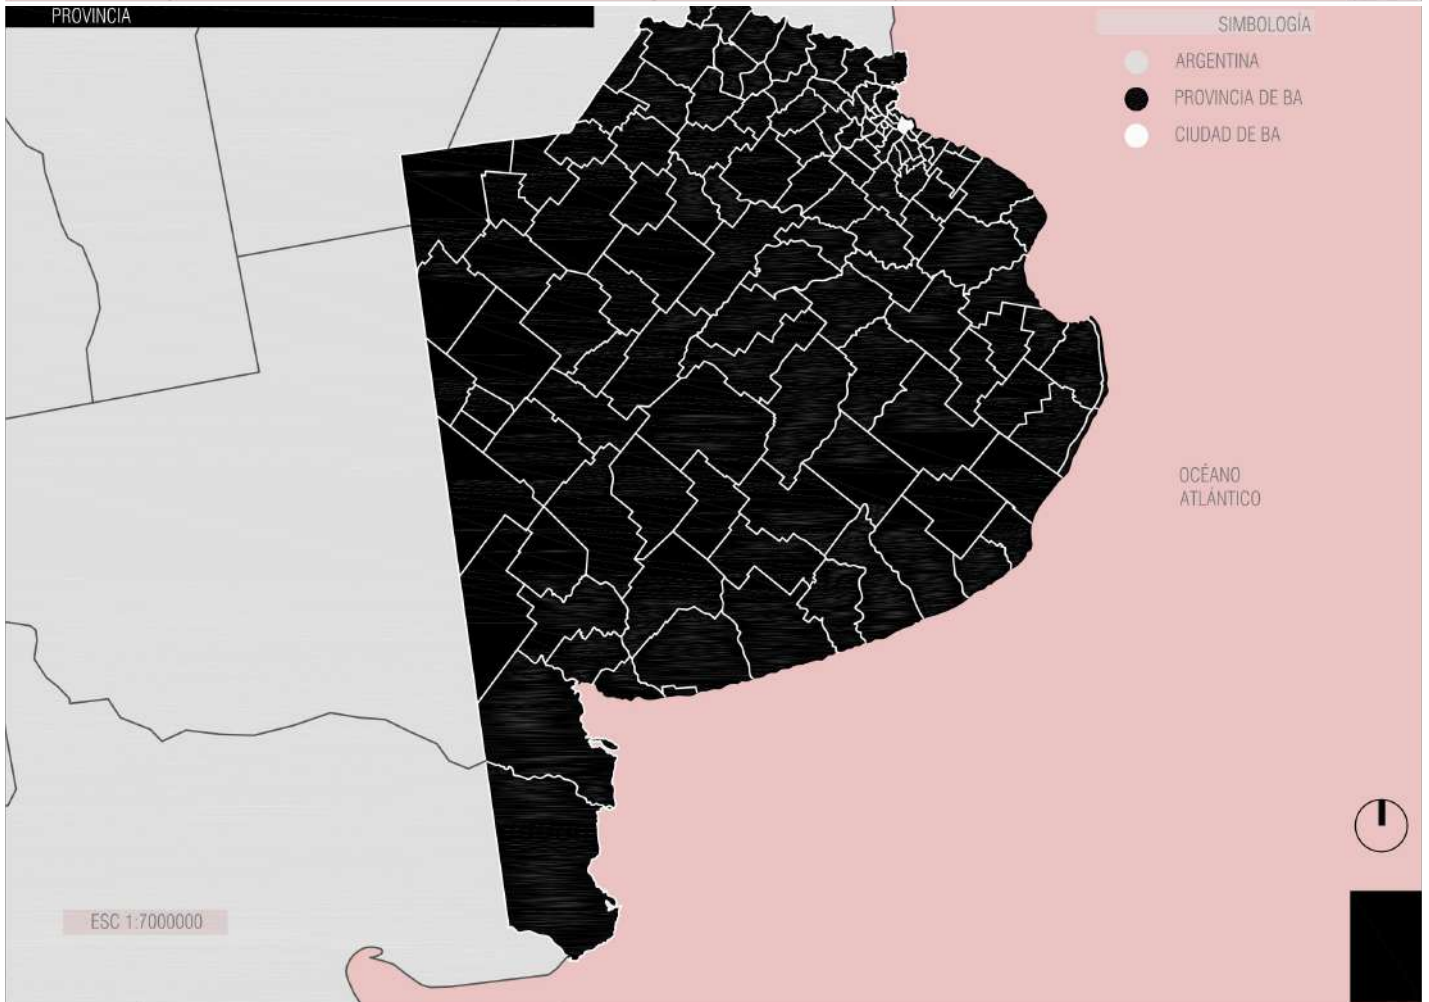 PROVINCIA
SIMBOLOGÍA
ARGENTINA
PROVINCIA DE BA
CIUDAD DE BA
OCÉANO
ATLÁNTICO
ESC 1:7000000